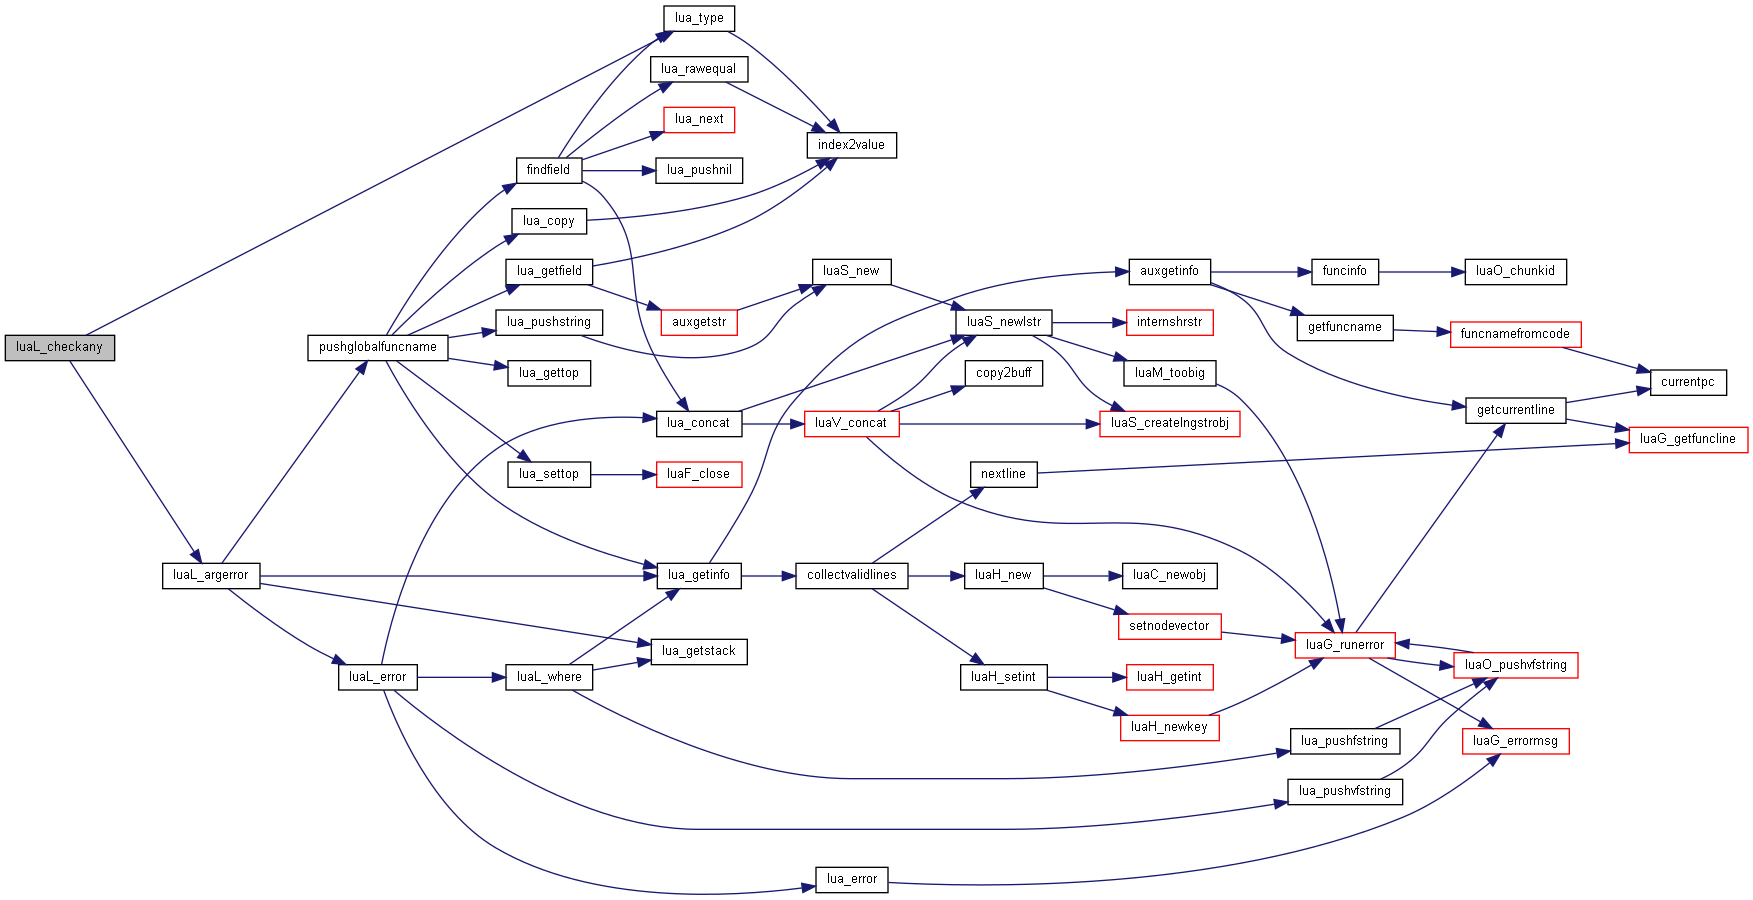 lua_type
lua_rawequal
lua_next
index2value
findfield
lua_pushnil
lua_copy
lua_getfield
luaS_new
auxgetinfo
funcinfo
luaO_chunkid
lua_pushstring
auxgetstr
luaS_newlstr
internshrstr
getfuncname
funcnamefromcode
luaL_checkany
pushglobalfuncname
lua_gettop
copy2buff
luaM_toobig
currentpc
lua_concat
luaV_concat
luaS_createlngstrobj
getcurrentline
luaG_getfuncline
lua_settop
luaF_close
nextline
luaL_argerror
lua_getinfo
collectvalidlines
luaH_new
luaC_newobj
setnodevector
luaG_runerror
lua_getstack
luaO_pushvfstring
luaL_error
luaL_where
luaH_setint
luaH_getint
luaH_newkey
lua_pushfstring
luaG_errormsg
lua_pushvfstring
lua_error